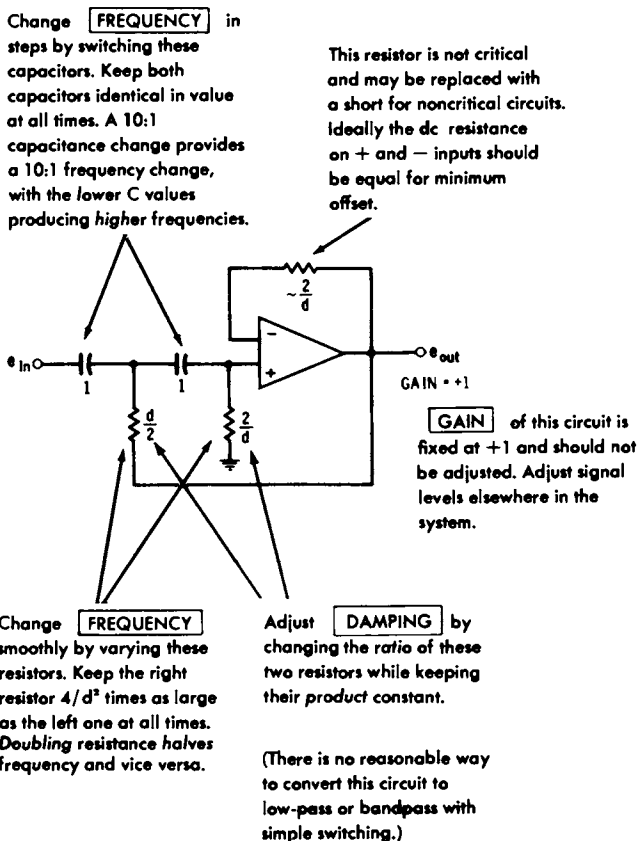 Change FREQUENCY in
steps by switching these
capacitors. Keep both
capacitors identical in value
at all times. A 10:1
capacitance change provides
a 10:1 frequency change,
with the lower C values
producing higher frequencies.
This resistor is not critical
and may be replaced with
a short for noncritical circuits.
Ideally the dc resistance
on + and − inputs should
be equal for minimum
offset.
~ 2/d
−
+
e in
1
1
d/2
2/d
e out
GAIN = +1
GAIN of this circuit is
fixed at +1 and should not
be adjusted. Adjust signal
levels elsewhere in the
system.
Change FREQUENCY
smoothly by varying these
resistors. Keep the right
resistor 4/d² times as large
as the left one at all times.
Doubling resistance halves
frequency and vice versa.
Adjust DAMPING by
changing the ratio of these
two resistors while keeping
their product constant.
(There is no reasonable way
to convert this circuit to
low-pass or bandpass with
simple switching.)